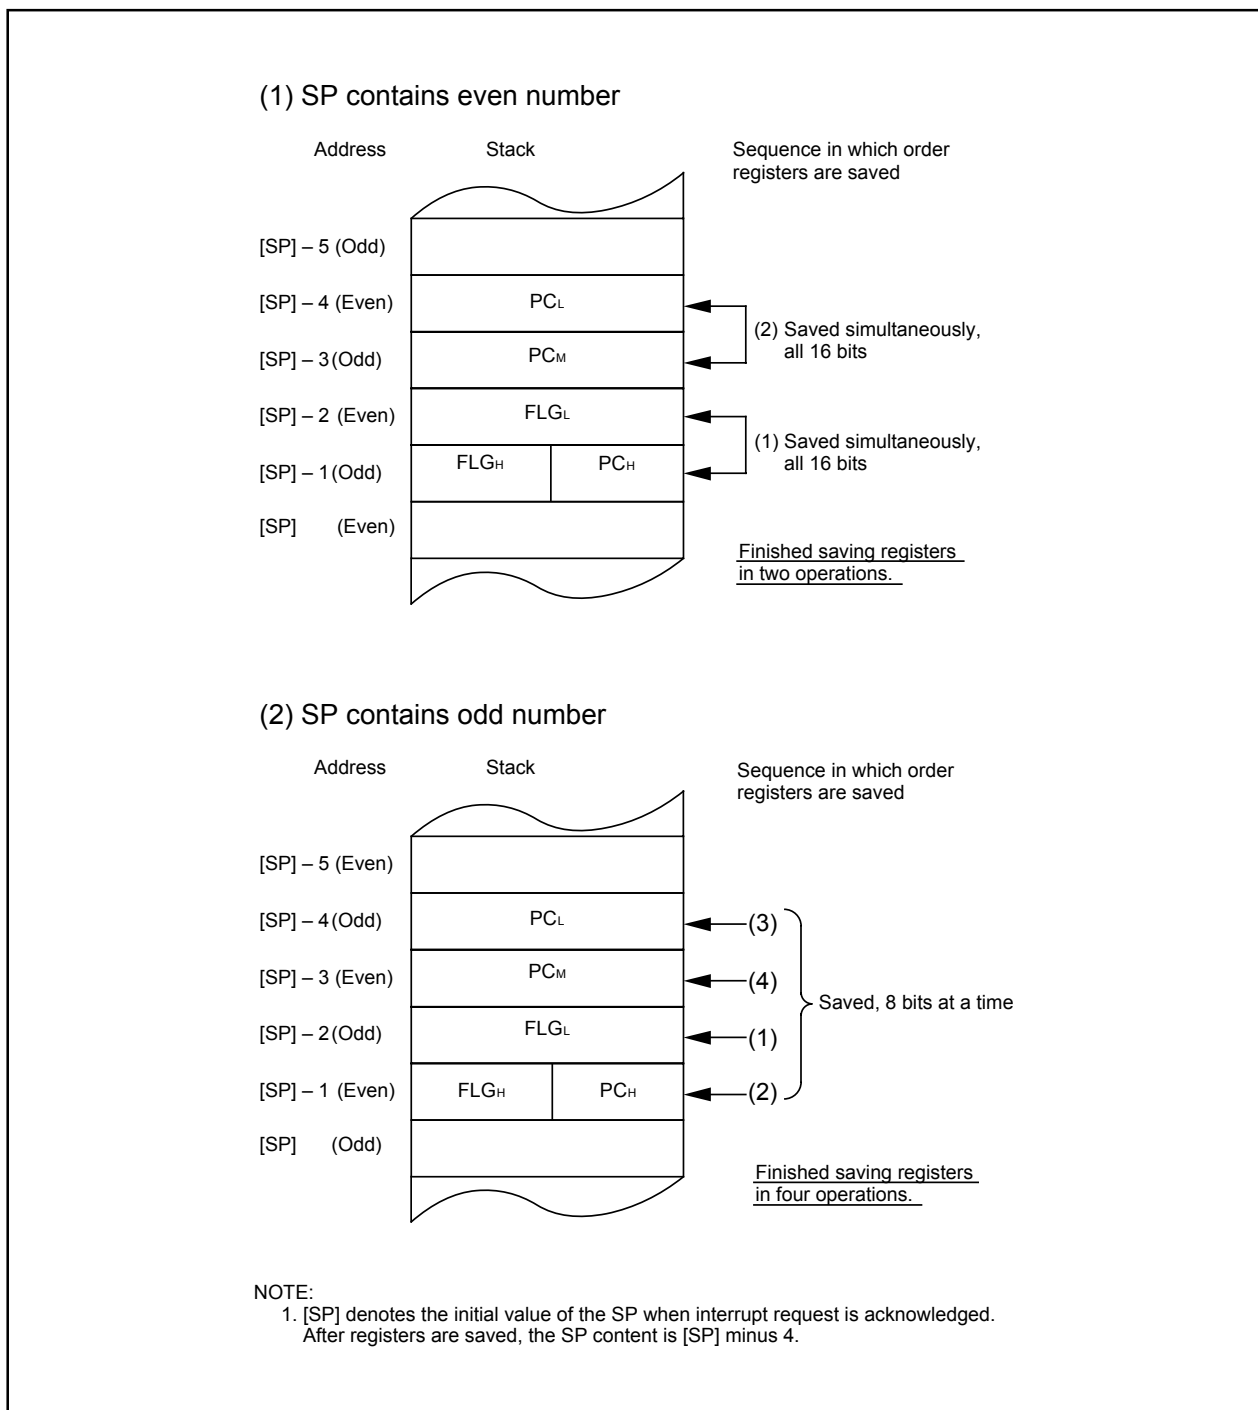 (1) SP contains even number
Address
Stack
Sequence in which order
registers are saved
[SP] – 5 (Odd)
[SP] – 4 (Even)
PCL
[SP] – 3 (Odd)
PCM
(2) Saved simultaneously,
all 16 bits
[SP] – 2 (Even)
FLGL
[SP] – 1 (Odd)
FLGH
PCH
(1) Saved simultaneously,
all 16 bits
[SP] (Even)
Finished saving registers
in two operations.
(2) SP contains odd number
Address
Stack
Sequence in which order
registers are saved
[SP] – 5 (Even)
[SP] – 4 (Odd)
PCL
(3)
[SP] – 3 (Even)
PCM
(4)
Saved, 8 bits at a time
[SP] – 2 (Odd)
FLGL
(1)
[SP] – 1 (Even)
FLGH
PCH
(2)
[SP] (Odd)
Finished saving registers
in four operations.
NOTE:
1. [SP] denotes the initial value of the SP when interrupt request is acknowledged.
After registers are saved, the SP content is [SP] minus 4.